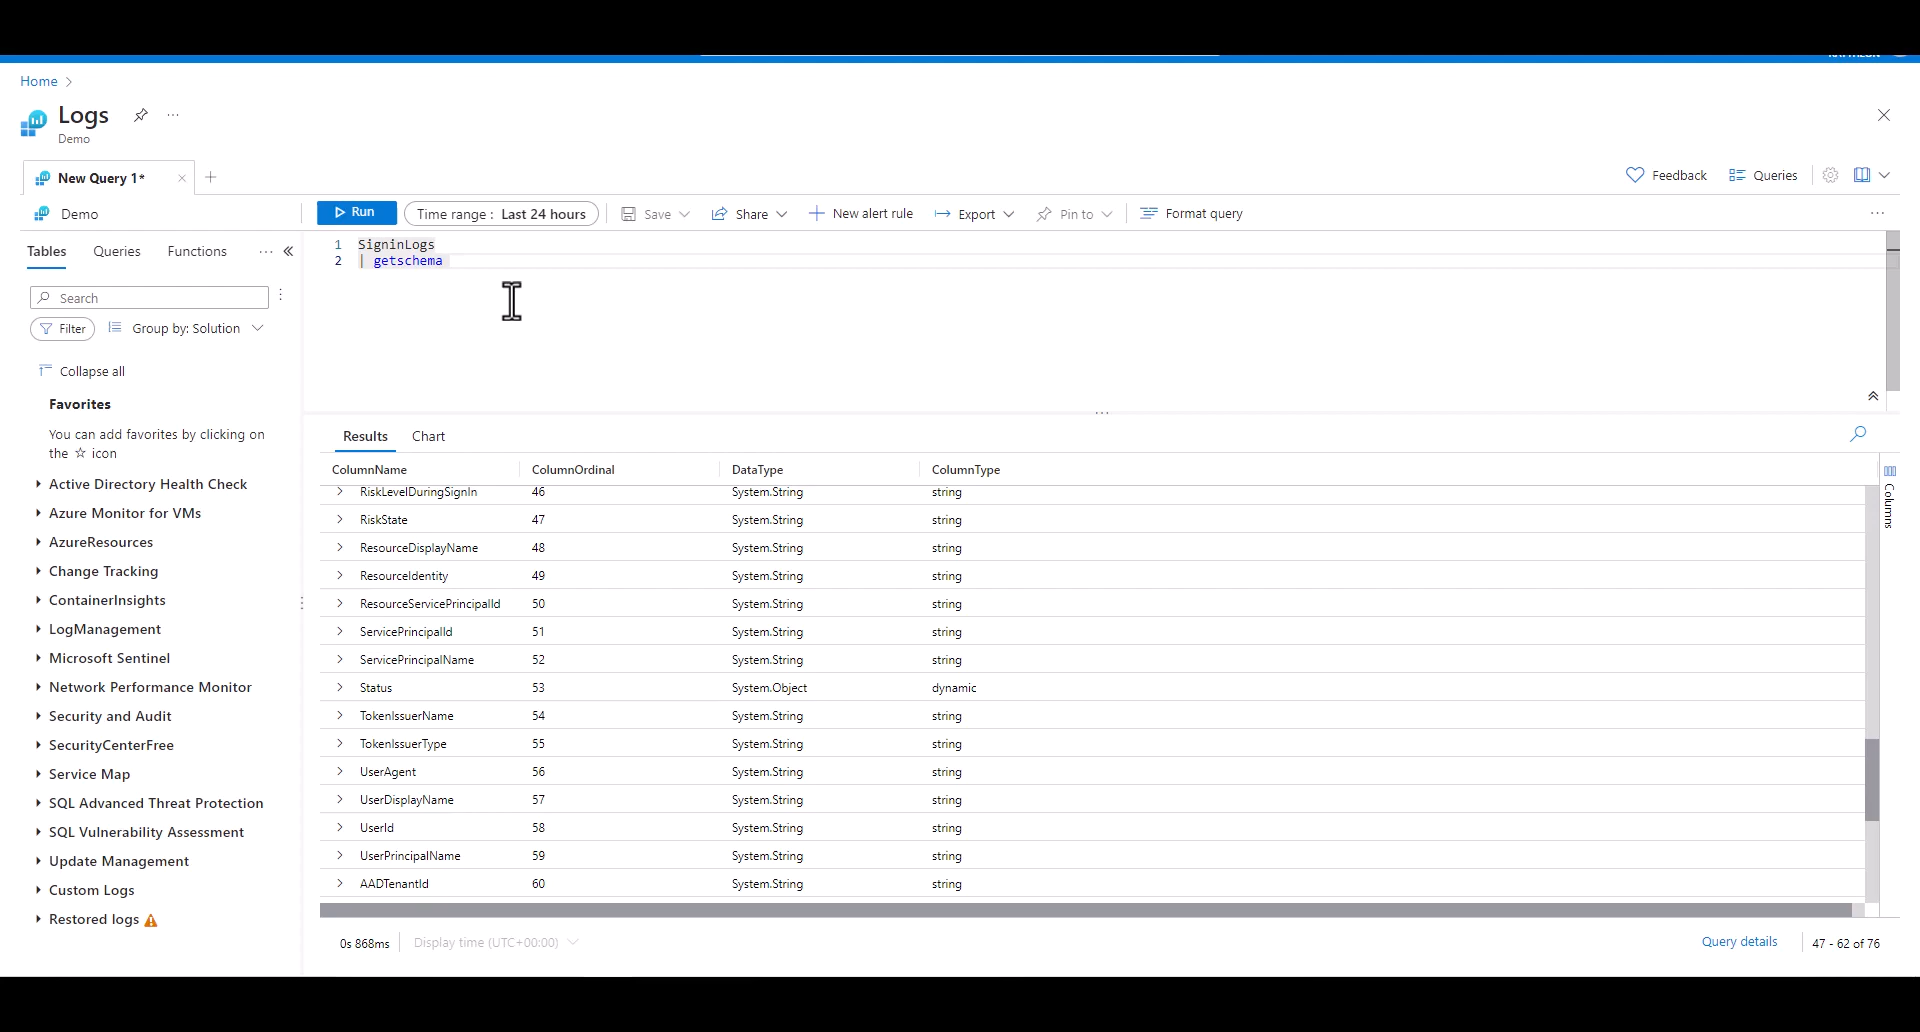 Home
Logs
Demo
New Query 1*
Feedback
Queries
Demo
Run
Time range : Last 24 hours
Save
Share
New alert rule
Export
Pin to
Format query
Tables
Queries
Functions
1 SigninLogs
2 | getschema
Search
Filter
Group by: Solution
Collapse all
Favorites
You can add favorites by clicking on
the ☆ icon
Active Directory Health Check
Azure Monitor for VMs
AzureResources
Change Tracking
ContainerInsights
LogManagement
Microsoft Sentinel
Network Performance Monitor
Security and Audit
SecurityCenterFree
Service Map
SQL Advanced Threat Protection
SQL Vulnerability Assessment
Update Management
Custom Logs
Restored logs
Results
Chart
ColumnName ColumnOrdinal DataType ColumnType
RiskLevelDuringSignIn 46 System.String string
RiskState 47 System.String string
ResourceDisplayName 48 System.String string
ResourceIdentity 49 System.String string
ResourceServicePrincipalId 50 System.String string
ServicePrincipalId 51 System.String string
ServicePrincipalName 52 System.String string
Status 53 System.Object dynamic
TokenIssuerName 54 System.String string
TokenIssuerType 55 System.String string
UserAgent 56 System.String string
UserDisplayName 57 System.String string
UserId 58 System.String string
UserPrincipalName 59 System.String string
AADTenantId 60 System.String string
Columns
0s 868ms
Display time (UTC+00:00)
Query details
47 - 62 of 76